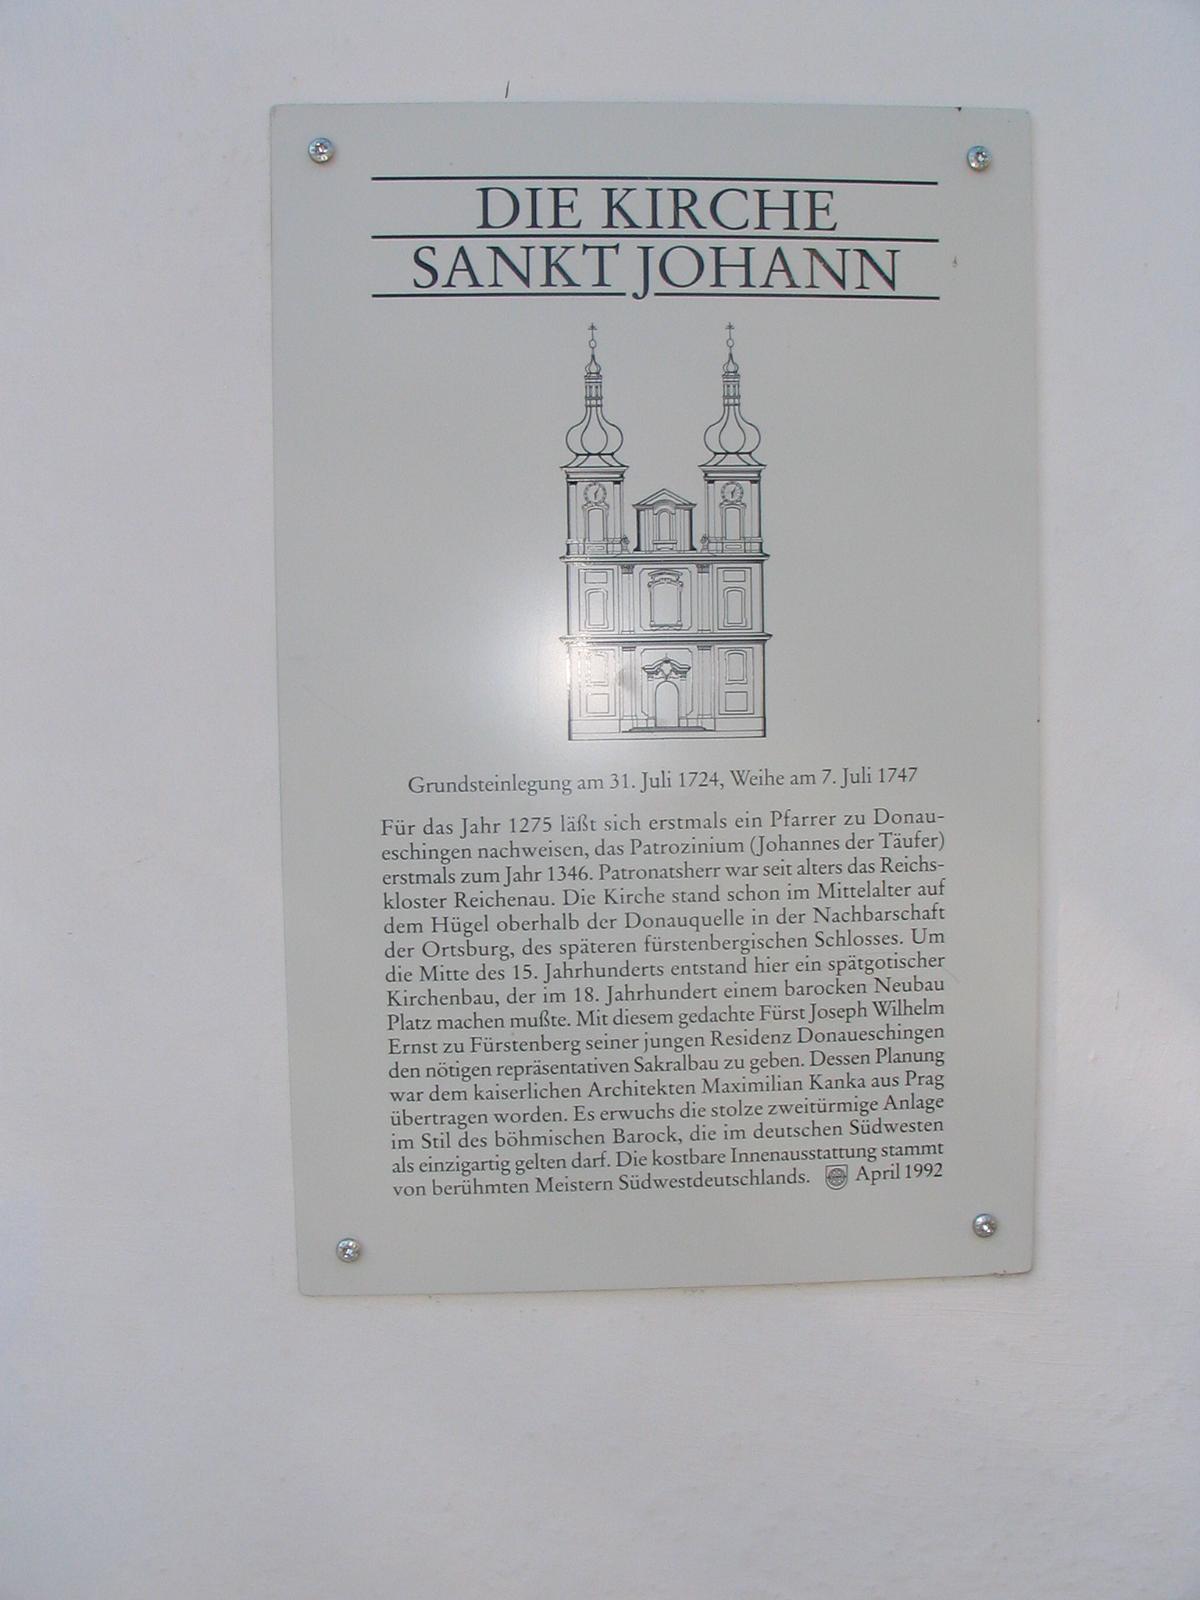 DIE KIRCHE
SANKT JOHANN
Grundsteinlegung am 31. Juli 1724, Weihe am 7. Juli 1747
Für das Jahr 1275 läßt sich erstmals ein Pfarrer zu Donau-
eschingen nachweisen, das Patrozinium (Johannes der Täufer)
erstmals zum Jahr 1346. Patronatsherr war seit alters das Reichs-
kloster Reichenau. Die Kirche stand schon im Mittelalter auf
dem Hügel oberhalb der Donauquelle in der Nachbarschaft
der Ortsburg, des späteren fürstenbergischen Schlosses. Um
die Mitte des 15. Jahrhunderts entstand hier ein spätgotischer
Kirchenbau, der im 18. Jahrhundert einem barocken Neubau
Platz machen mußte. Mit diesem gedachte Fürst Joseph Wilhelm
Ernst zu Fürstenberg seiner jungen Residenz Donaueschingen
den nötigen repräsentativen Sakralbau zu geben. Dessen Planung
war dem kaiserlichen Architekten Maximilian Kanka aus Prag
übertragen worden. Es erwuchs die stolze zweitürmige Anlage
im Stil des böhmischen Barock, die im deutschen Südwesten
als einzigartig gelten darf. Die kostbare Innenausstattung stammt
von berühmten Meistern Südwestdeutschlands. April 1992